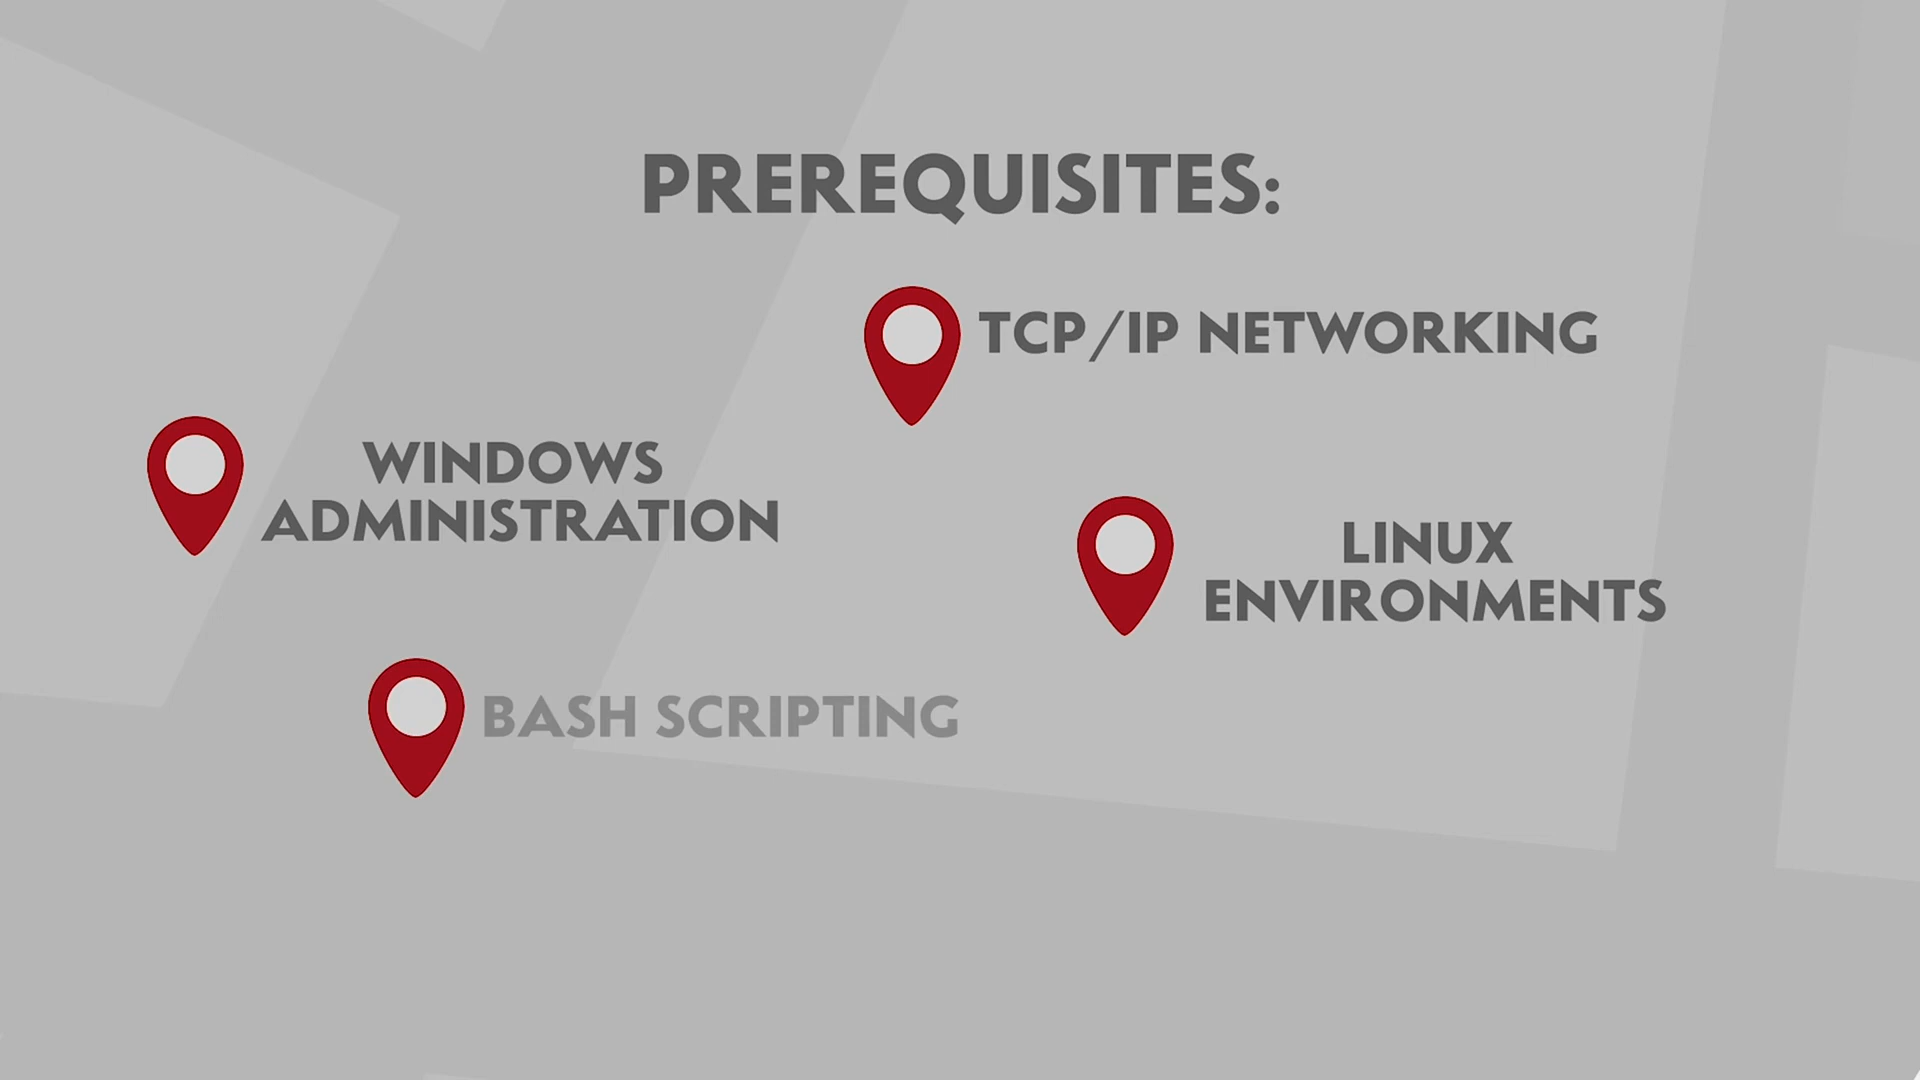 PREREQUISITES:
TCP/IP NETWORKING
WINDOWS
ADMINISTRATION
LINUX
ENVIRONMENTS
BASH SCRIPTING